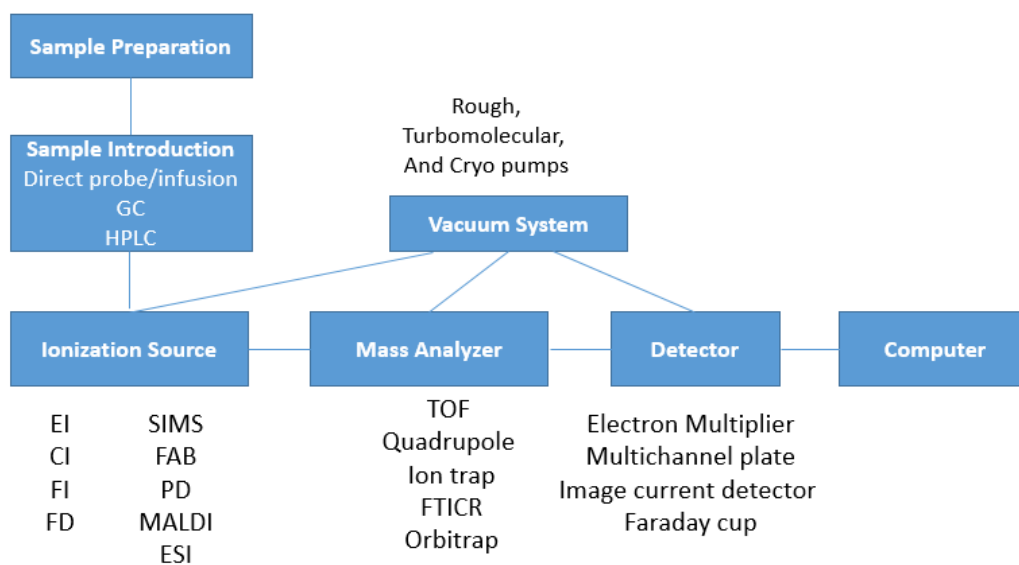 Sample Preparation
Rough,
Turbomolecular,
And Cryo pumps
Sample Introduction
Direct probe/infusion
GC
HPLC
Vacuum System
Ionization Source
Mass Analyzer
Detector
Computer
EI
CI
FI
FD
SIMS
FAB
PD
MALDI
ESI
TOF
Quadrupole
Ion trap
FTICR
Orbitrap
Electron Multiplier
Multichannel plate
Image current detector
Faraday cup